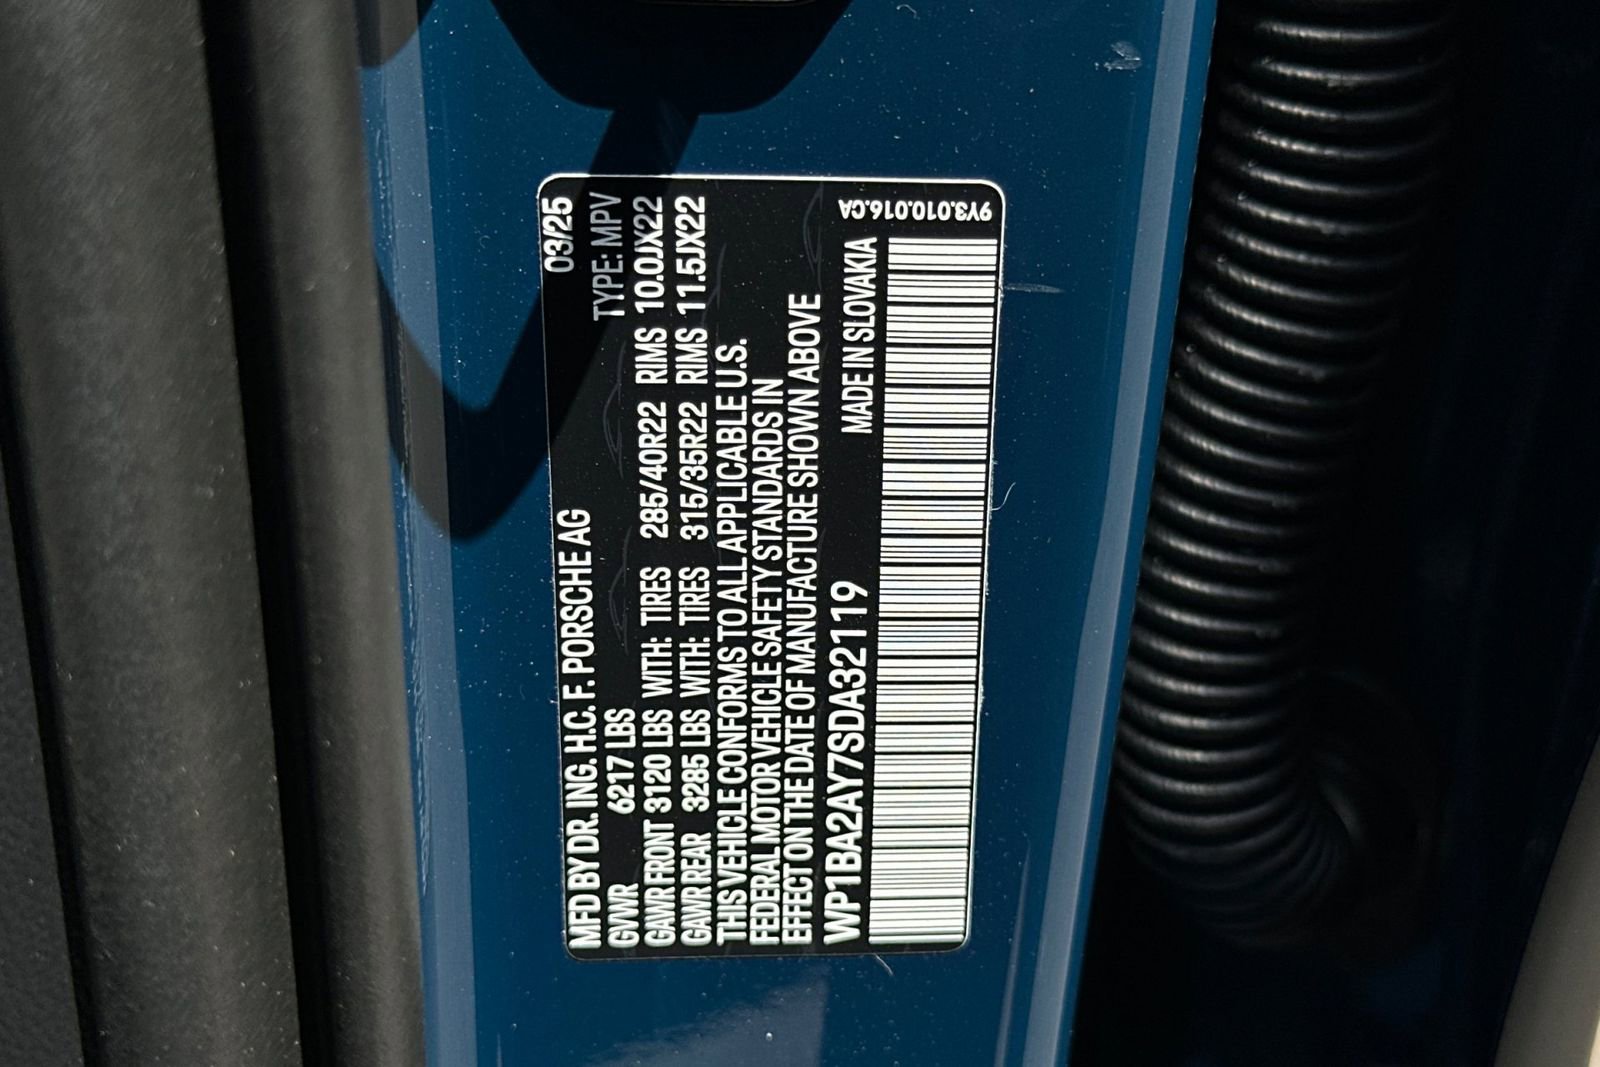 MFD BY DR. ING. H.C. F. PORSCHE AG 03/25
GVWR 6217 LBS TYPE: MPV
GAWR FRONT 3120 LBS WITH: TIRES 285/40R22 RIMS 10.0JX22
GAWR REAR 3285 LBS WITH: TIRES 315/35R22 RIMS 11.5JX22
THIS VEHICLE CONFORMS TO ALL APPLICABLE U.S.
FEDERAL MOTOR VEHICLE SAFETY STANDARDS IN
EFFECT ON THE DATE OF MANUFACTURE SHOWN ABOVE
WP1BA2AY7SDA32119 MADE IN SLOVAKIA
9Y3.010.016.CA